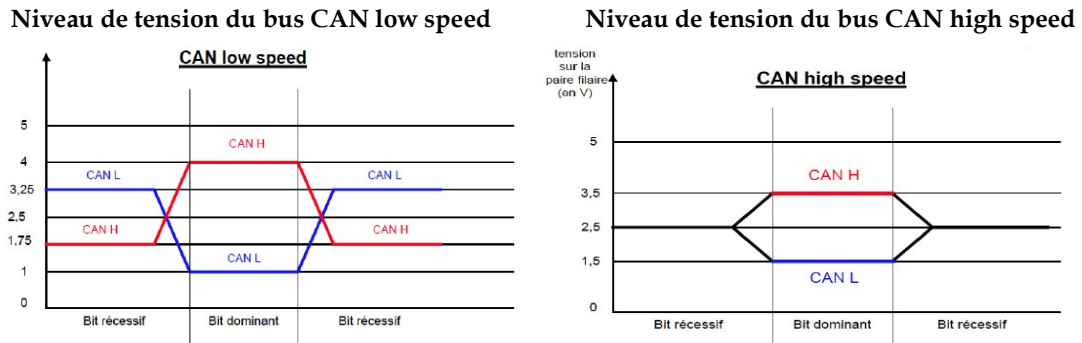 Niveau de tension du bus CAN low speed
CAN low speed
5
CAN H
4
CAN L
CAN L
3,25
2,5
CAN H
CAN H
1,75
CAN L
1
0
Bit récessif
Bit dominant
Bit récessif
Niveau de tension du bus CAN high speed
tension
sur la
paire filaire
(en V)
CAN high speed
5
CAN H
3,5
2,5
1,5
CAN L
0
Bit récessif
Bit dominant
Bit récessif